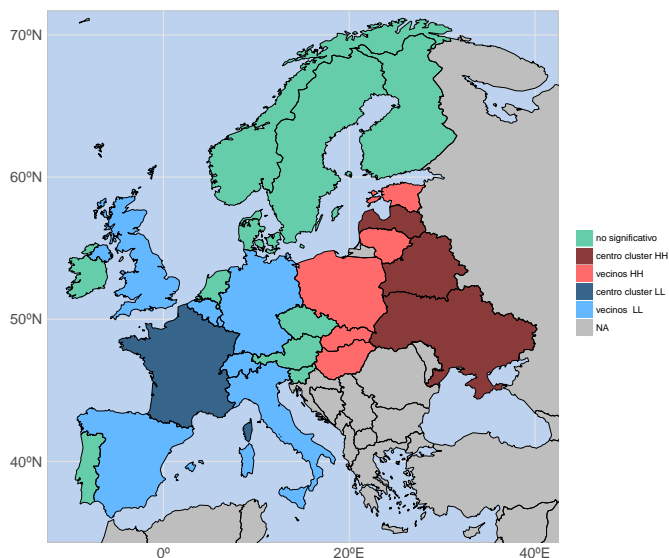 70ºN
60ºN
50ºN
40ºN
0º
20ºE
40ºE
no significativo
centro cluster HH
vecinos HH
centro cluster LL
vecinos  LL
NA